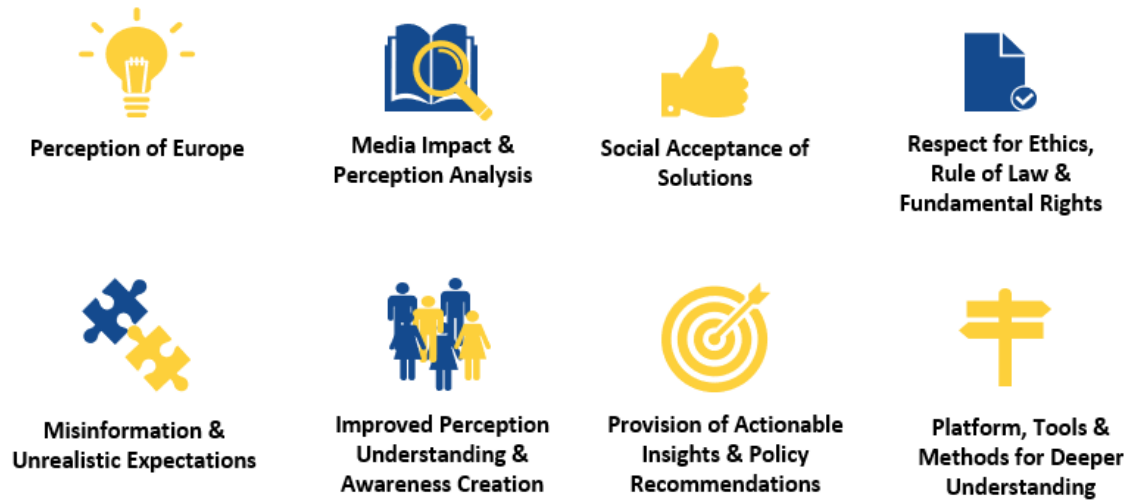 Perception of Europe
Media Impact &
Perception Analysis
Social Acceptance of
Solutions
Respect for Ethics,
Rule of Law &
Fundamental Rights
Misinformation &
Unrealistic Expectations
Improved Perception
Understanding &
Awareness Creation
Provision of Actionable
Insights & Policy
Recommendations
Platform, Tools &
Methods for Deeper
Understanding